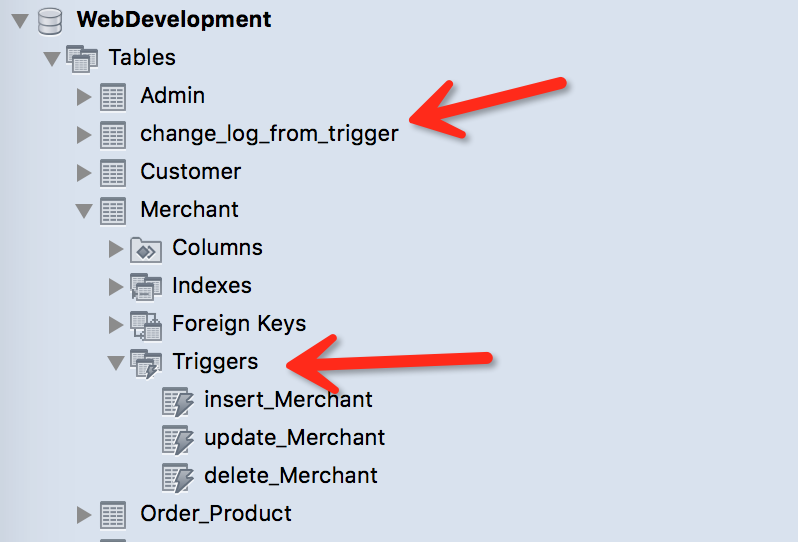 WebDevelopment
Tables
Admin
change_log_from_trigger
Customer
Merchant
Columns
Indexes
Foreign Keys
Triggers
insert_Merchant
update_Merchant
delete_Merchant
Order_Product